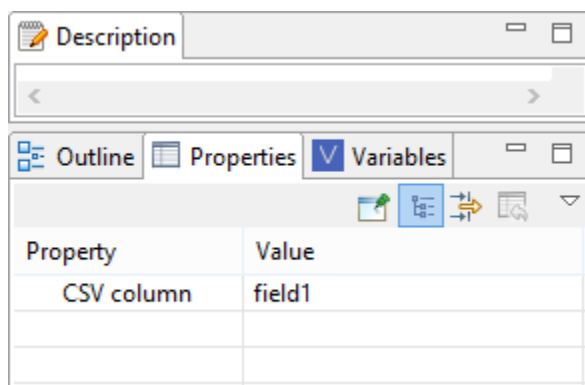 Description
Outline Properties V Variables
Property Value
CSV column field1